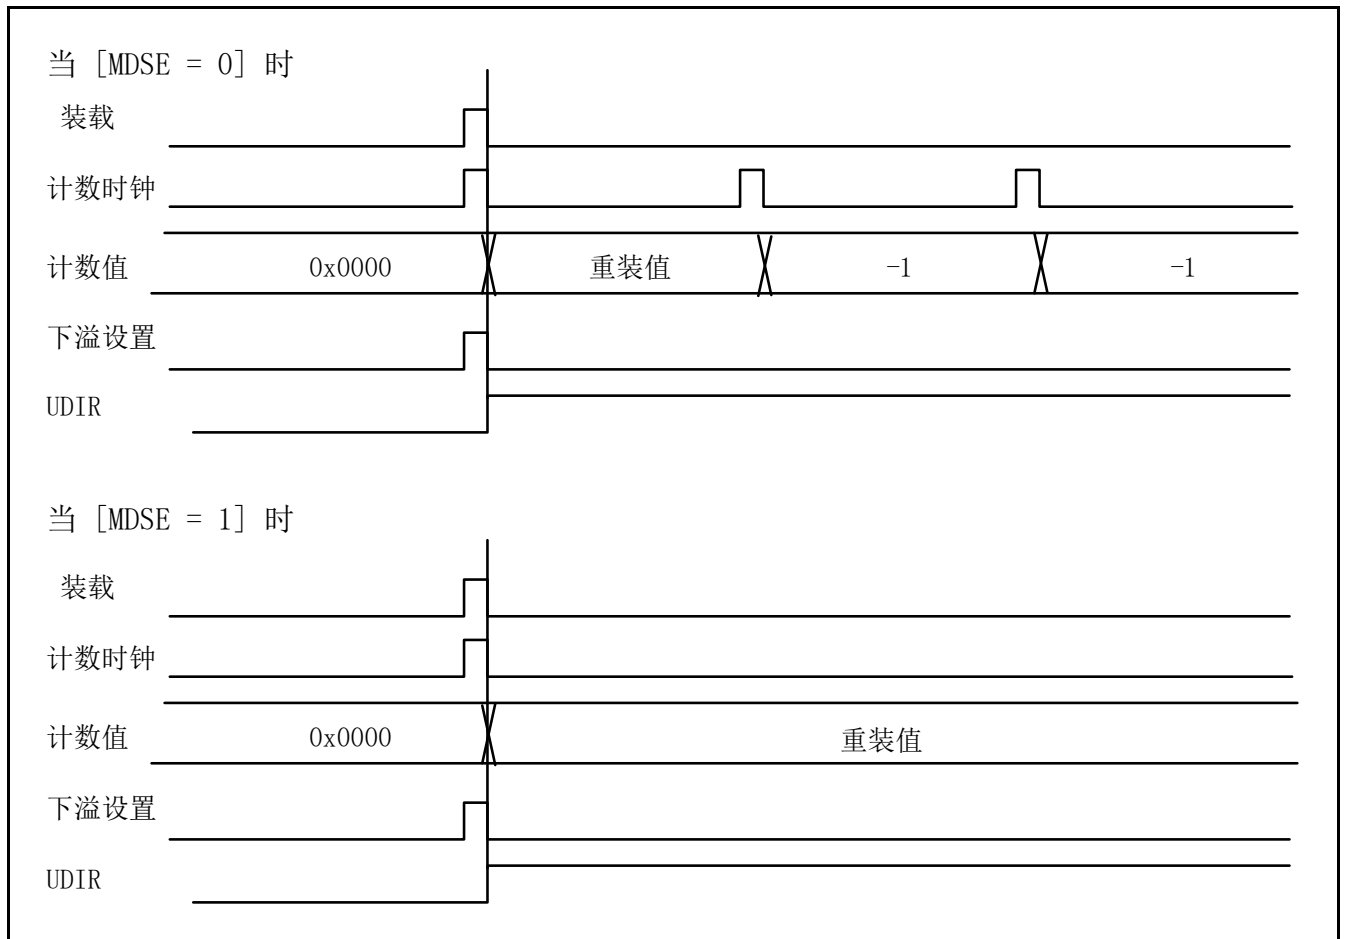 当 [MDSE = 0] 时
装载
计数时钟
计数值 0x0000 重装值 -1 -1
下溢设置
UDIR
当 [MDSE = 1] 时
装载
计数时钟
计数值 0x0000 重装值
下溢设置
UDIR